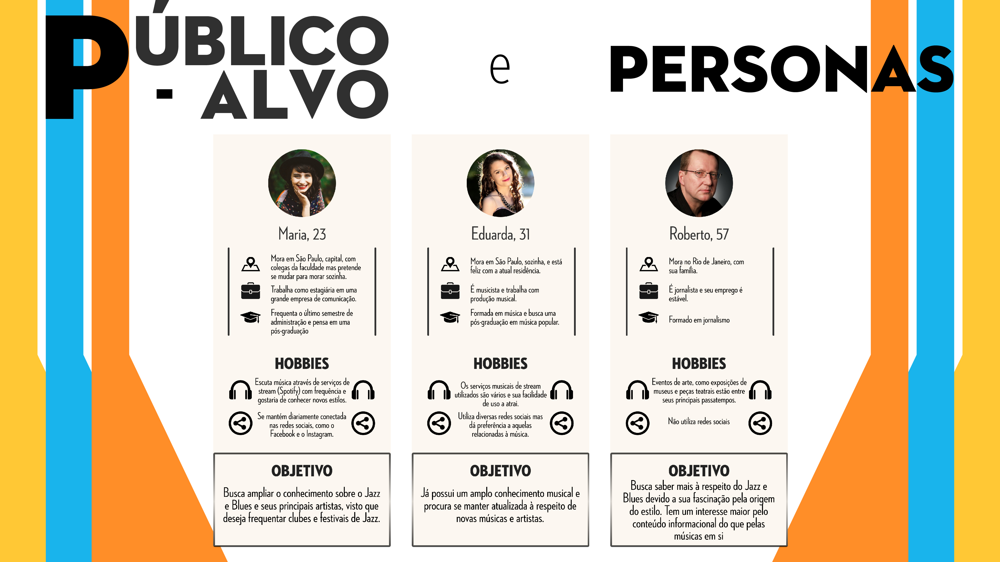 PÚBLICO
- ALVO
e
PERSONAS
Maria, 23
Mora em São Paulo, capital, com
colegas da faculdade mas pretende
se mudar para morar sozinha.
Trabalha como estagiária em uma
grande empresa de comunicação.
Frequenta o último semestre de
administração e pensa em uma
pós-graduação
HOBBIES
Escuta música através de serviços de
stream (Spotify) com frequência e
gostaria de conhecer novos estilos.
Se mantém diariamente conectada
nas redes sociais, como o
Facebook e o Instagram.
OBJETIVO
Busca ampliar o conhecimento sobre o Jazz
e Blues e seus principais artistas, visto que
deseja frequentar clubes e festivais de Jazz.
Eduarda, 31
Mora em São Paulo, sozinha, e está
feliz com a atual residência.
É musicista e trabalha com
produção musical.
Formada em música e busca uma
pós-graduação em música popular.
HOBBIES
Os serviços musicais de stream
utilizados são vários e sua facilidade
de uso a atrai.
Utiliza diversas redes sociais mas
dá preferência a aquelas
relacionadas à música.
OBJETIVO
Já possui um amplo conhecimento musical e
procura se manter atualizada à respeito de
novas músicas e artistas.
Roberto, 57
Mora no Rio de Janeiro, com
sua família.
É jornalista e seu emprego é
estável.
Formado em jornalismo
HOBBIES
Eventos de arte, como exposições de
museus e peças teatrais estão entre
seus principais passatempos.
Não utiliza redes sociais
OBJETIVO
Busca saber mais à respeito do Jazz e
Blues devido a sua fascinação pela origem
do estilo. Tem um interesse maior pelo
conteúdo informacional do que pelas
músicas em si